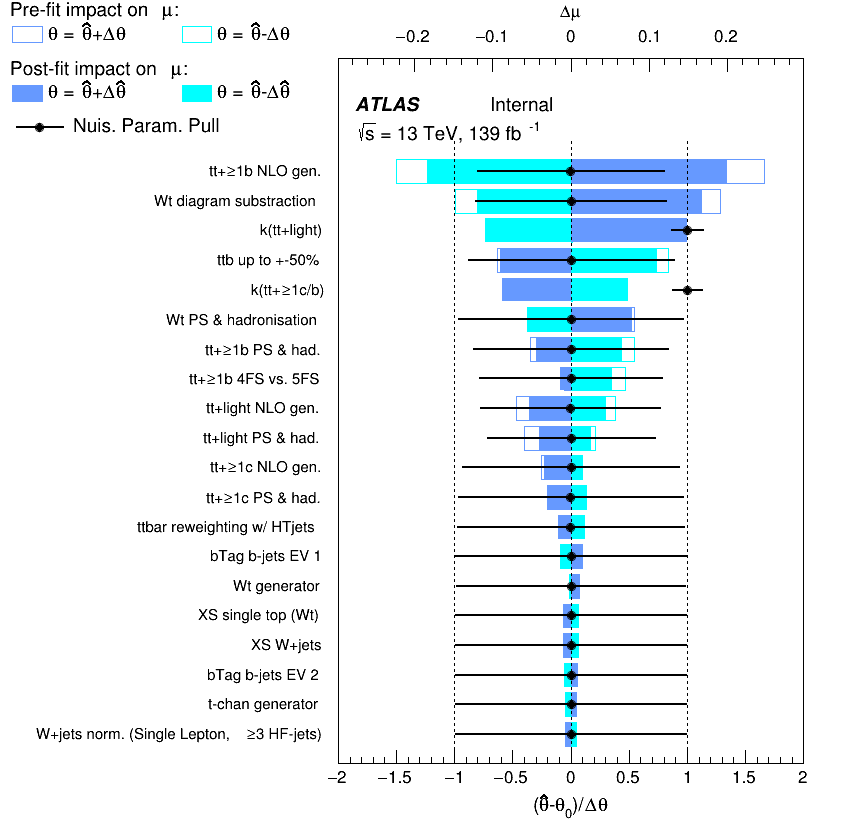 Pre-fit impact on μ:
θ = θ̂+Δθ θ = θ̂-Δθ
Post-fit impact on μ:
θ = θ̂+Δθ̂ θ = θ̂-Δθ̂
Nuis. Param. Pull
Δμ
−0.2 −0.1 0 0.1 0.2
ATLAS Internal
√s = 13 TeV, 139 fb⁻¹
tt+≥1b NLO gen.
Wt diagram substraction
k(tt+light)
ttb up to +-50%
k(tt+≥1c/b)
Wt PS & hadronisation
tt+≥1b PS & had.
tt+≥1b 4FS vs. 5FS
tt+light NLO gen.
tt+light PS & had.
tt+≥1c NLO gen.
tt+≥1c PS & had.
ttbar reweighting w/ HTjets
bTag b-jets EV 1
Wt generator
XS single top (Wt)
XS W+jets
bTag b-jets EV 2
t-chan generator
W+jets norm. (Single Lepton, ≥3 HF-jets)
−2 −1.5 −1 −0.5 0 0.5 1 1.5 2
(θ̂-θ₀)/Δθ